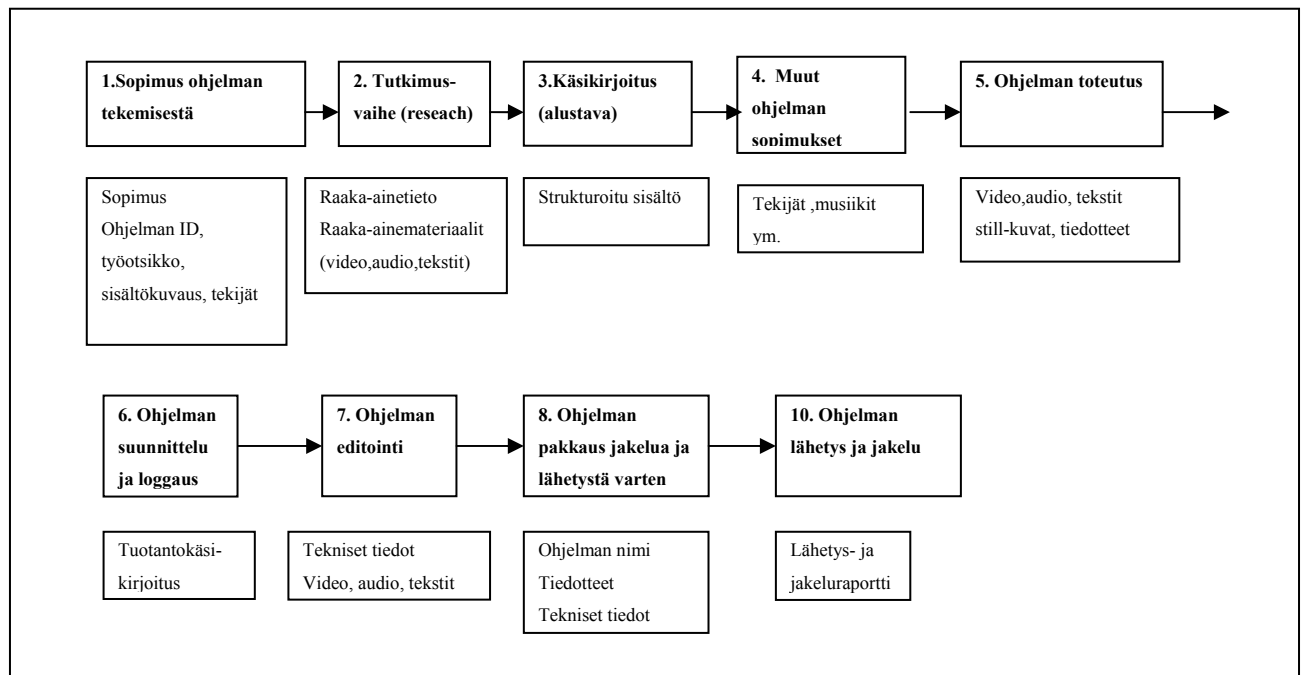 1.Sopimus ohjelman
tekemisestä
2. Tutkimus-
vaihe (reseach)
3.Käsikirjoitus
(alustava)
4. Muut
ohjelman
sopimukset
5. Ohjelman toteutus
Sopimus
Ohjelman ID,
työotsikko,
sisältökuvaus, tekijät
Raaka-ainetieto
Raaka-ainemateriaalit
(video,audio,tekstit)
Strukturoitu sisältö
Tekijät ,musiikit
ym.
Video,audio, tekstit
still-kuvat, tiedotteet
6. Ohjelman
suunnittelu
ja loggaus
7. Ohjelman
editointi
8. Ohjelman
pakkaus jakelua ja
lähetystä varten
10. Ohjelman
lähetys ja jakelu
Tuotantokäsi-
kirjoitus
Tekniset tiedot
Video, audio, tekstit
Ohjelman nimi
Tiedotteet
Tekniset tiedot
Lähetys- ja
jakeluraportti